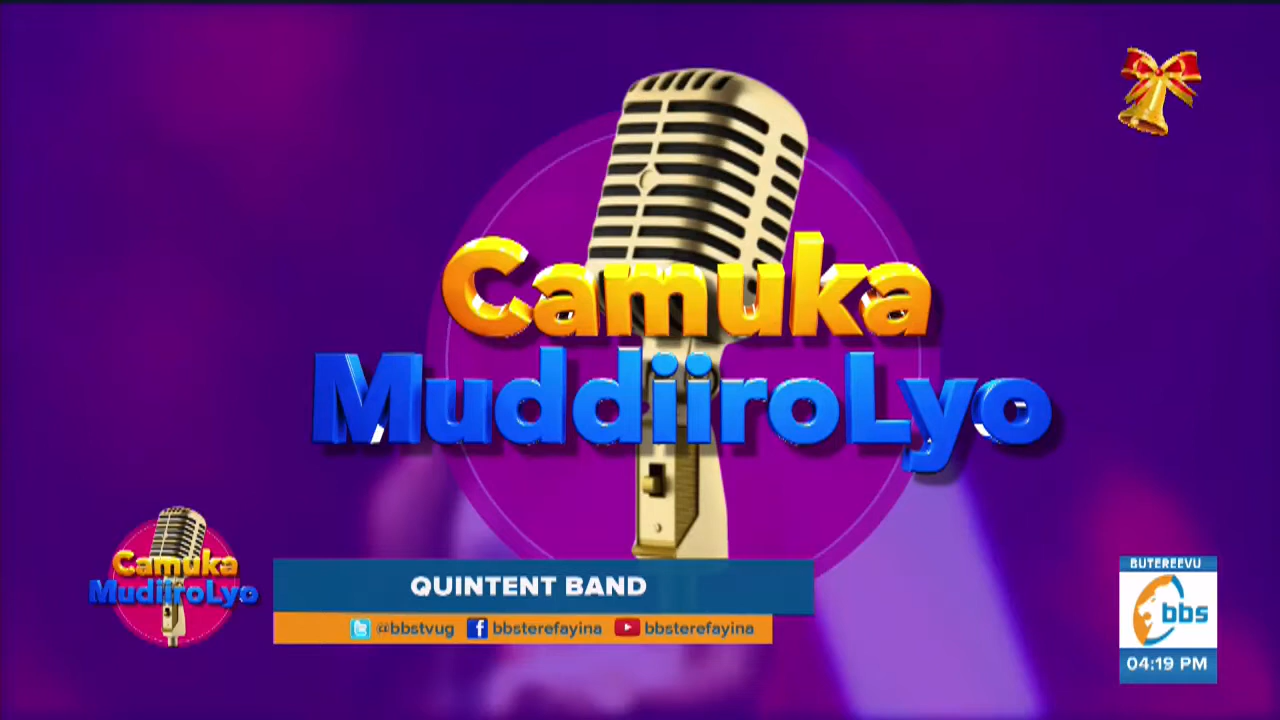 Camuka
MuddiiroLyo
Camuka
MuddiiroLyo
QUINTENT BAND
@bbstvug bbsterefayina bbsterefayina
BUTEREEVU
bbs
04:19 PM